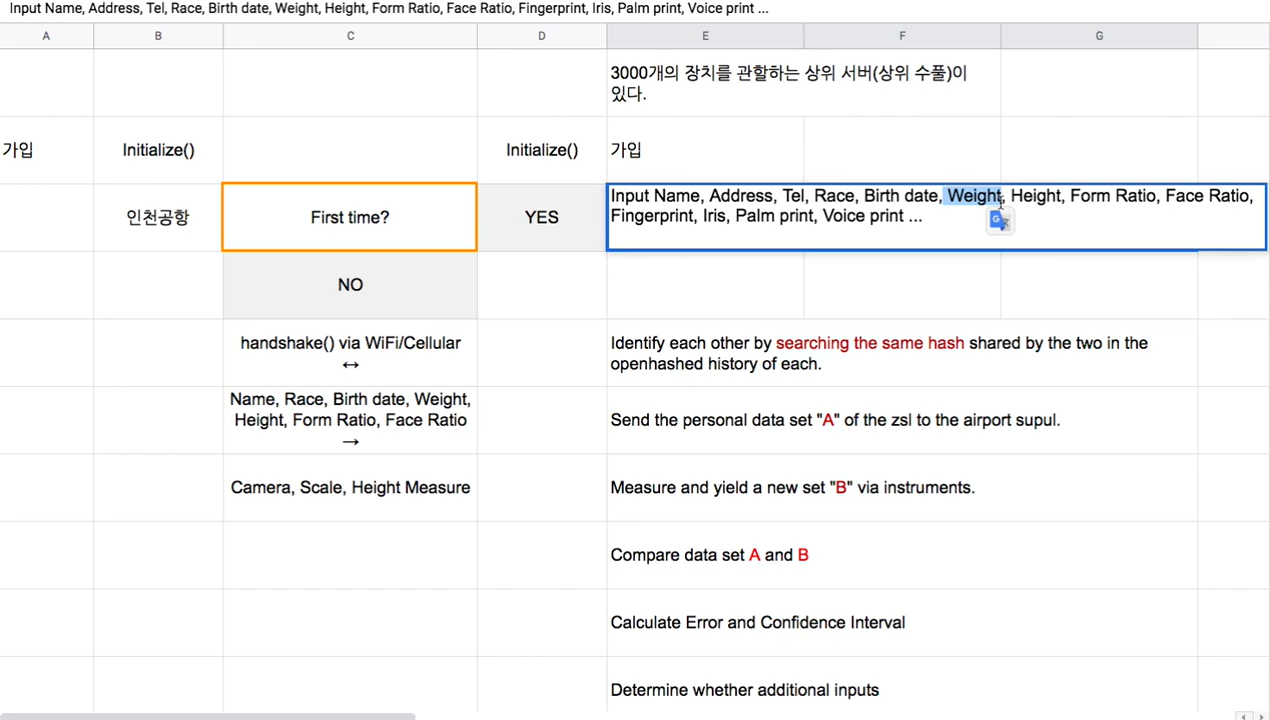 Input Name, Address, Tel, Race, Birth date, Weight, Height, Form Ratio, Face Ratio, Fingerprint, Iris, Palm print, Voice print ...
A B C D E F G
3000개의 장치를 관할하는 상위 서버(상위 수풀)이
있다.
가입 Initialize() Initialize() 가입
인천공항 First time? YES
Input Name, Address, Tel, Race, Birth date, Weight, Height, Form Ratio, Face Ratio,
Fingerprint, Iris, Palm print, Voice print ...
NO
handshake() via WiFi/Cellular
↔
Identify each other by searching the same hash shared by the two in the
openhashed history of each.
Name, Race, Birth date, Weight,
Height, Form Ratio, Face Ratio
→
Send the personal data set "A" of the zsl to the airport supul.
Camera, Scale, Height Measure
Measure and yield a new set "B" via instruments.
Compare data set A and B
Calculate Error and Confidence Interval
Determine whether additional inputs